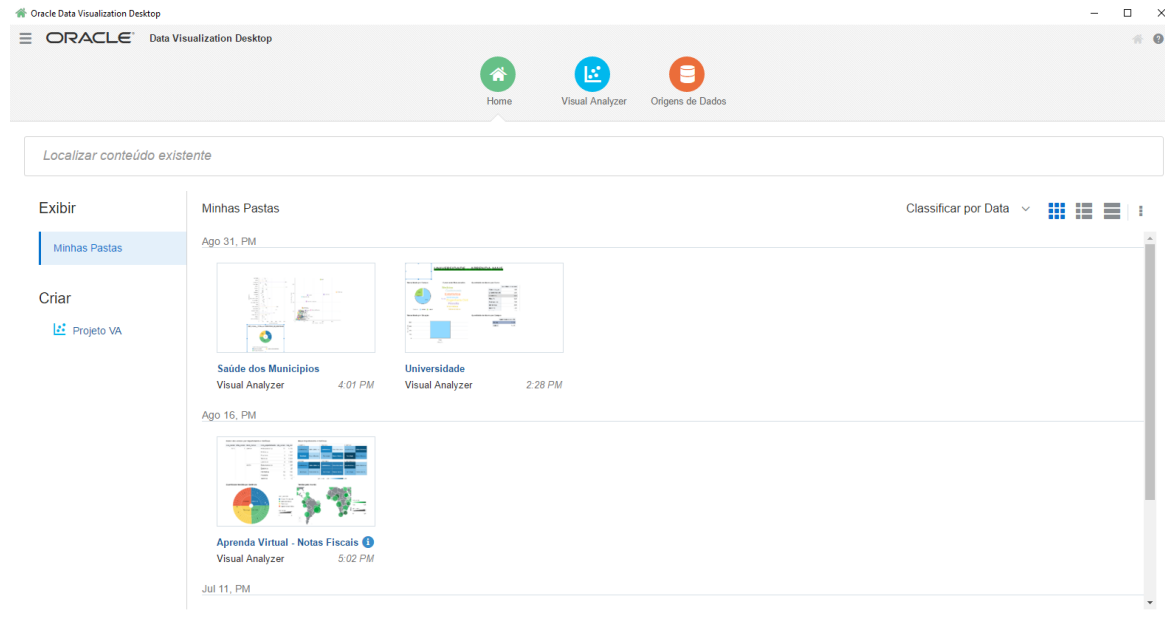 Oracle Data Visualization Desktop
ORACLE Data Visualization Desktop
Home
Visual Analyzer
Origens de Dados
Localizar conteúdo existente
Exibir
Minhas Pastas
Criar
Projeto VA
Minhas Pastas
Classificar por Data
Ago 31, PM
Saúde dos Municipios
Visual Analyzer 4:01 PM
Universidade
Visual Analyzer 2:28 PM
Ago 16, PM
Aprenda Virtual - Notas Fiscais
Visual Analyzer 5:02 PM
Jul 11, PM